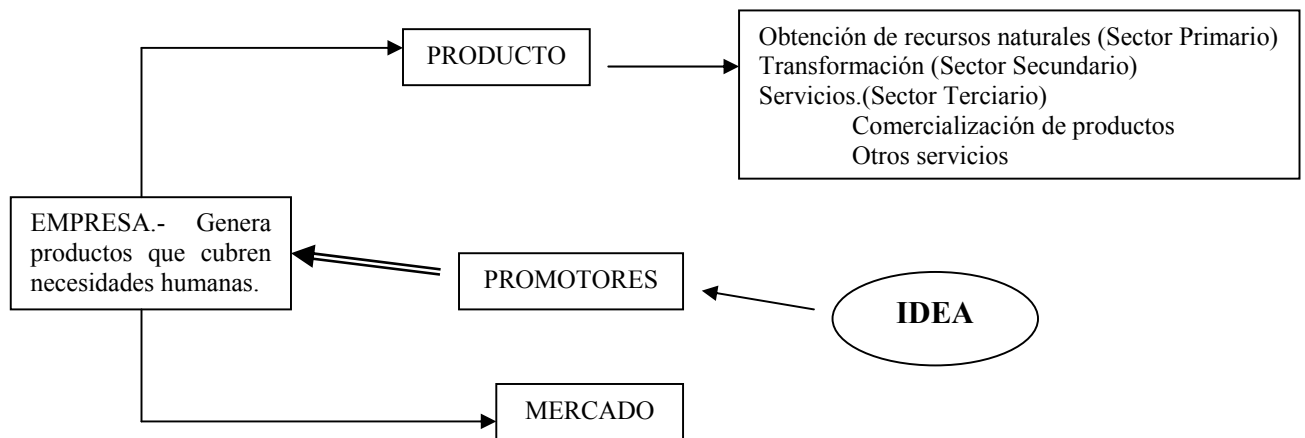 PRODUCTO
Obtención de recursos naturales (Sector Primario)
Transformación (Sector Secundario)
Servicios.(Sector Terciario)
Comercialización de productos
Otros servicios
EMPRESA.- Genera
productos que cubren
necesidades humanas.
PROMOTORES
IDEA
MERCADO